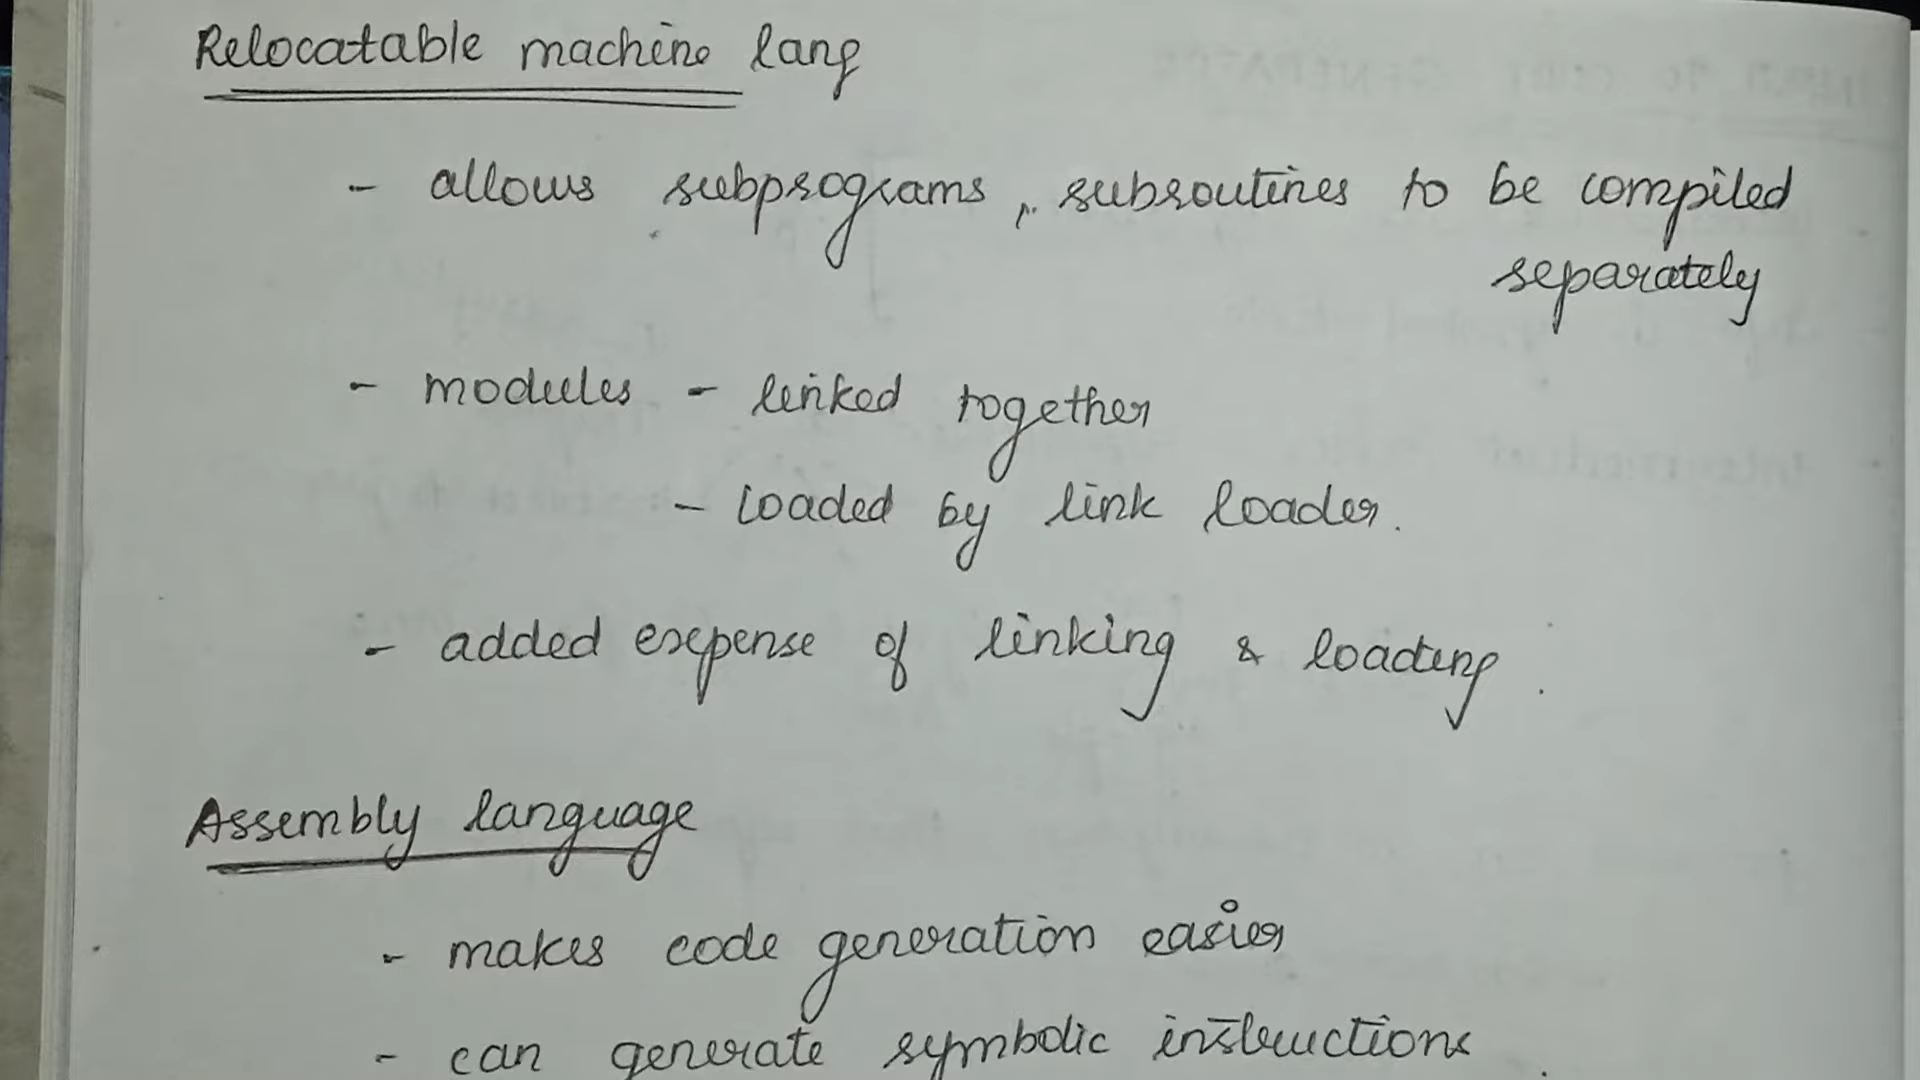 Relocatable machine lang
- allows subprograms, subroutines to be compiled
separately
- modules - linked together
- loaded by link loader.
- added expense of linking & loading.
Assembly language
- makes code generation easier
- can generate symbolic instructions.